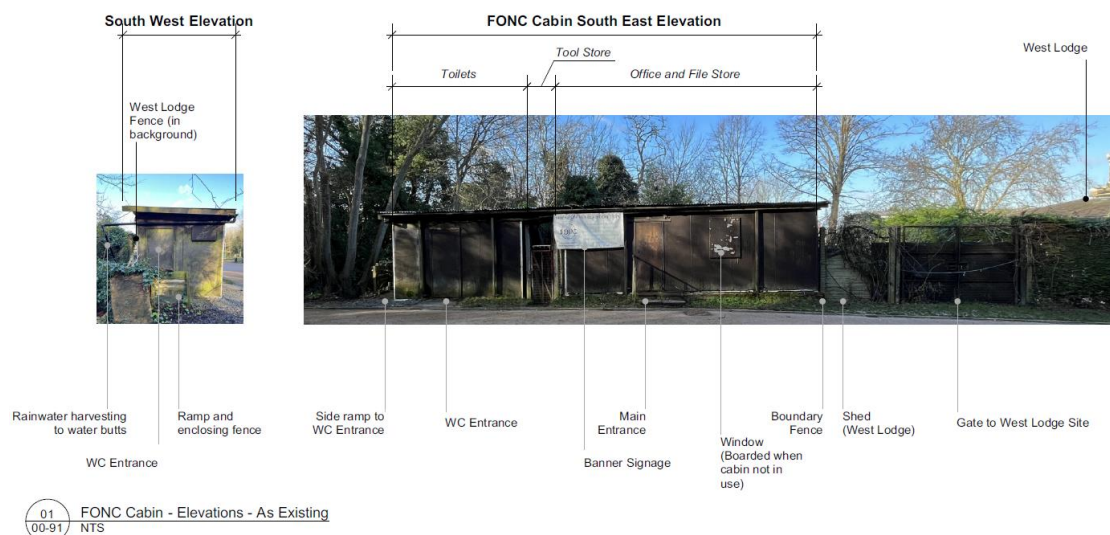 South West Elevation
FONC Cabin South East Elevation
Tool Store
Toilets
Office and File Store
West Lodge
West Lodge
Fence (in
background)
Rainwater harvesting
to water butts
Ramp and
enclosing fence
WC Entrance
Side ramp to
WC Entrance
WC Entrance
Main
Entrance
Banner Signage
Window
(Boarded when
cabin not in
use)
Boundary
Fence
Shed
(West Lodge)
Gate to West Lodge Site
01
00-91
FONC Cabin - Elevations - As Existing
NTS